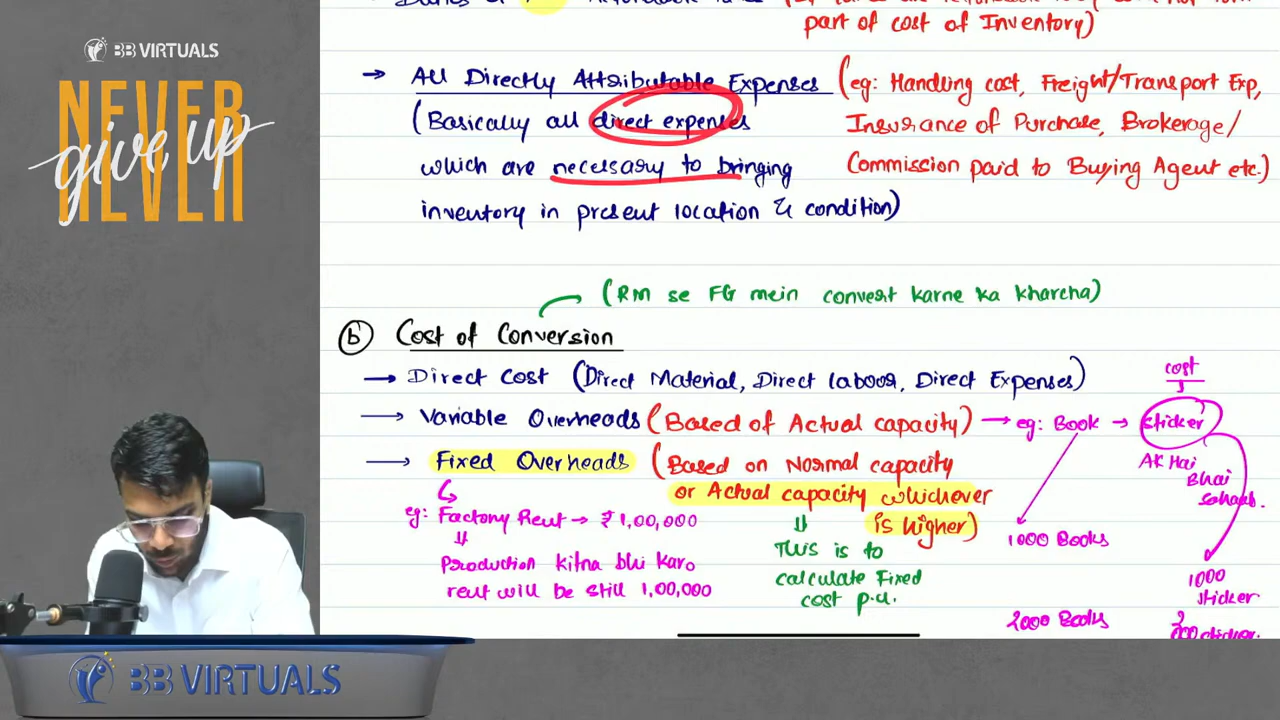 BB VIRTUALS
NEVER
give up
NEVER
part of cost of Inventory)
→ All Directly Attributable Expenses (eg: Handling cost, Freight/Transport Exp,
(Basically all direct expenses Insurance of Purchase, Brokerage/
which are necessary to bringing Commission paid to Buying Agent etc.)
inventory in present location & condition)
(RM se FG mein convert karne ka kharcha)
(b) Cost of Conversion
→ Direct Cost (Direct Material, Direct labour, Direct Expenses)
cost
→ Variable Overheads (Based of Actual capacity) → eg: Book → sticker
AK Hai
Bhai
Sahaab.
→ Fixed Overheads (Based on Normal capacity
or Actual capacity whichever
is higher)
eg: Factory Rent → ₹1,00,000
⇓
Production kitna bhi karo
rent will be still 1,00,000
⇓
This is to
calculate Fixed
cost p.u.
1000 Books
1000
sticker.
2000 Books
BB VIRTUALS